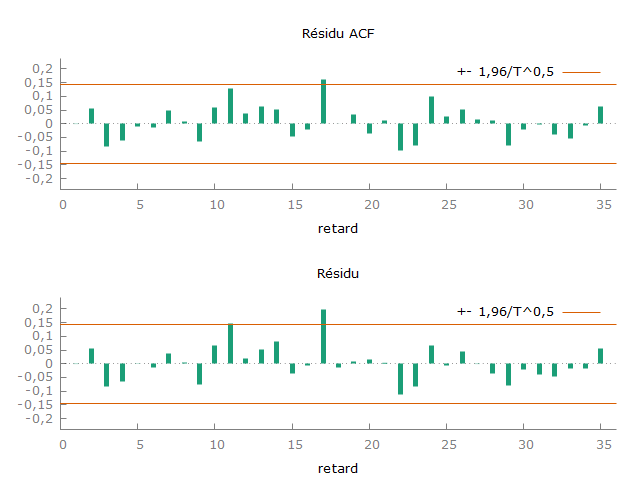 Résidu ACF
+- 1,96/T^0,5
0,2
0,15
0,1
0,05
0
-0,05
-0,1
-0,15
-0,2
0 5 10 15 20 25 30 35
retard
Résidu
+- 1,96/T^0,5
0,2
0,15
0,1
0,05
0
-0,05
-0,1
-0,15
-0,2
0 5 10 15 20 25 30 35
retard